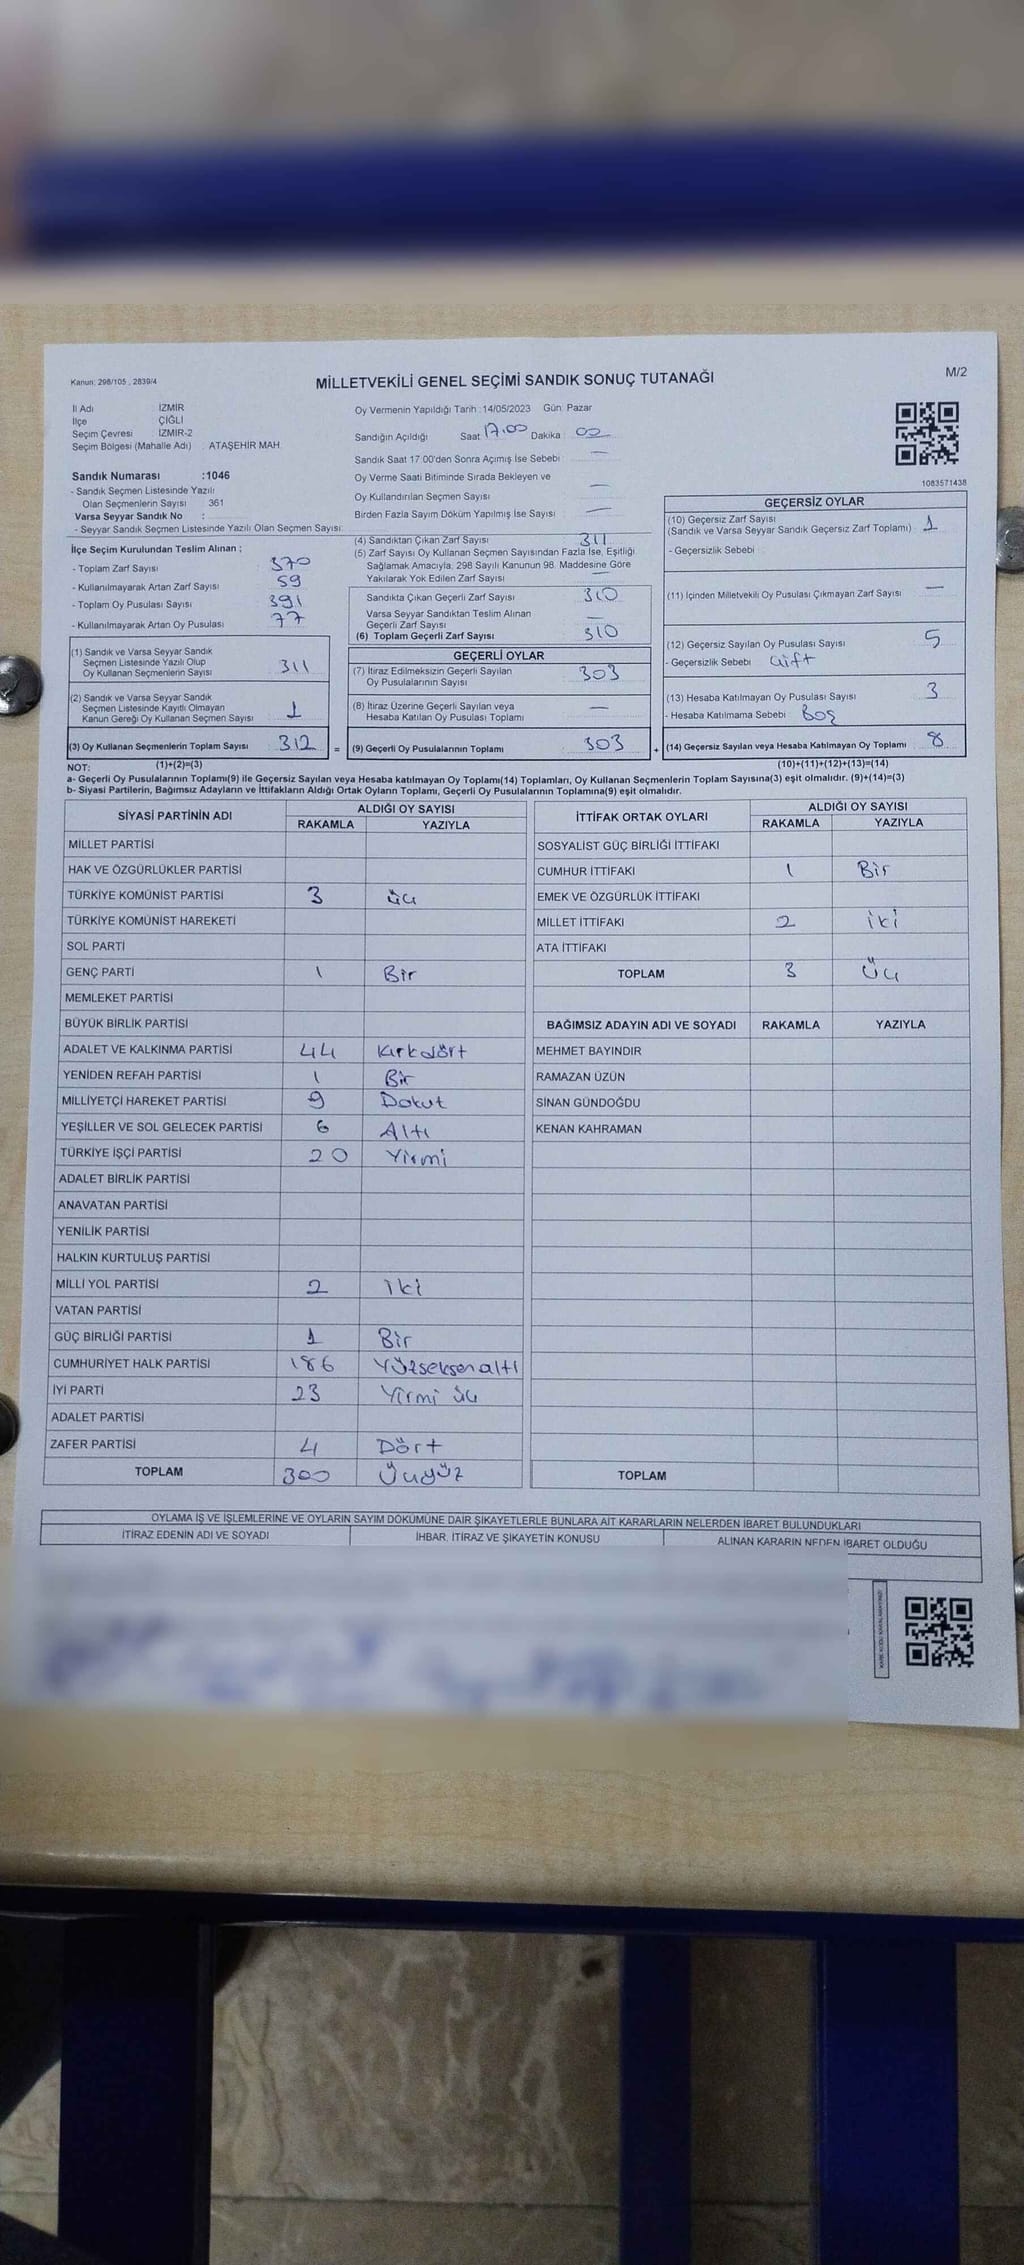 Kanun: 298/105 , 2839/4
MİLLETVEKİLİ GENEL SEÇİMİ SANDIK SONUÇ TUTANAĞI
M/2
İl Adı İZMİR
İlçe ÇİĞLİ
Seçim Çevresi İZMİR-2
Seçim Bölgesi (Mahalle Adı) : ATAŞEHİR MAH.
Sandık Numarası :1046
- Sandık Seçmen Listesinde Yazılı
Olan Seçmenlerin Sayısı : 361
Varsa Seyyar Sandık No :
- Seyyar Sandık Seçmen Listesinde Yazılı Olan Seçmen Sayısı:
Oy Vermenin Yapıldığı Tarih : 14/05/2023 Gün: Pazar
Sandığın Açıldığı Saat 17.00 Dakika : 00
Sandık Saat 17.00'den Sonra Açımış İse Sebebi : —
Oy Verme Saati Bitiminde Sırada Bekleyen ve
Oy Kullandırılan Seçmen Sayısı —
Birden Fazla Sayım Döküm Yapılmış İse Sayısı : —
1083571438
İlçe Seçim Kurulundan Teslim Alınan ;
- Toplam Zarf Sayısı : 370
- Kullanılmayarak Artan Zarf Sayısı : 59
- Toplam Oy Pusulası Sayısı : 391
- Kullanılmayarak Artan Oy Pusulası : 77
(1) Sandık ve Varsa Seyyar Sandık
Seçmen Listesinde Yazılı Olup
Oy Kullanan Seçmenlerin Sayısı : 311
(2) Sandık ve Varsa Seyyar Sandık
Seçmen Listesinde Kayıtlı Olmayan
Kanun Gereği Oy Kullanan Seçmen Sayısı : 1
(3) Oy Kullanan Seçmenlerin Toplam Sayısı : 312 =
(4) Sandıktan Çıkan Zarf Sayısı : 311
(5) Zarf Sayısı Oy Kullanan Seçmen Sayısından Fazla İse, Eşitliği
Sağlamak Amacıyla, 298 Sayılı Kanunun 98. Maddesine Göre
Yakılarak Yok Edilen Zarf Sayısı : —
Sandıkta Çıkan Geçerli Zarf Sayısı : 310
Varsa Seyyar Sandıktan Teslim Alınan
Geçerli Zarf Sayısı : —
(6) Toplam Geçerli Zarf Sayısı : 310
GEÇERLİ OYLAR
(7) İtiraz Edilmeksizin Geçerli Sayılan
Oy Pusulalarının Sayısı : 303
(8) İtiraz Üzerine Geçerli Sayılan veya
Hesaba Katılan Oy Pusulası Toplamı : —
(9) Geçerli Oy Pusulalarının Toplamı : 303 +
GEÇERSİZ OYLAR
(10) Geçersiz Zarf Sayısı
(Sandık ve Varsa Seyyar Sandık Geçersiz Zarf Toplamı) : 1
- Geçersizlik Sebebi :
(11) İçinden Milletvekili Oy Pusulası Çıkmayan Zarf Sayısı : —
(12) Geçersiz Sayılan Oy Pusulası Sayısı : 5
- Geçersizlik Sebebi : Çift
(13) Hesaba Katılmayan Oy Pusulası Sayısı : 3
- Hesaba Katılmama Sebebi : Boş
(14) Geçersiz Sayılan veya Hesaba Katılmayan Oy Toplamı : 8
NOT: (1)+(2)=(3) (10)+(11)+(12)+(13)=(14)
a- Geçerli Oy Pusulalarının Toplamı(9) ile Geçersiz Sayılan veya Hesaba katılmayan Oy Toplamı(14) Toplamları, Oy Kullanan Seçmenlerin Toplam Sayısına(3) eşit olmalıdır. (9)+(14)=(3)
b- Siyasi Partilerin, Bağımsız Adayların ve İttifakların Aldığı Ortak Oyların Toplamı, Geçerli Oy Pusulalarının Toplamına(9) eşit olmalıdır.
SİYASİ PARTİNİN ADI ALDIĞI OY SAYISI
RAKAMLA YAZIYLA
MİLLET PARTİSİ
HAK VE ÖZGÜRLÜKLER PARTİSİ
TÜRKİYE KOMÜNİST PARTİSİ 3 üç
TÜRKİYE KOMÜNİST HAREKETİ
SOL PARTİ
GENÇ PARTİ 1 Bir
MEMLEKET PARTİSİ
BÜYÜK BİRLİK PARTİSİ
ADALET VE KALKINMA PARTİSİ 44 Kırkdört
YENİDEN REFAH PARTİSİ 1 Bir
MİLLİYETÇİ HAREKET PARTİSİ 9 Dokuz
YEŞİLLER VE SOL GELECEK PARTİSİ 6 Altı
TÜRKİYE İŞÇİ PARTİSİ 20 Yirmi
ADALET BİRLİK PARTİSİ
ANAVATAN PARTİSİ
YENİLİK PARTİSİ
HALKIN KURTULUŞ PARTİSİ
MİLLİ YOL PARTİSİ 2 iki
VATAN PARTİSİ
GÜÇ BİRLİĞİ PARTİSİ 1 Bir
CUMHURİYET HALK PARTİSİ 186 Yüzseksenaltı
İYİ PARTİ 23 Yirmi üç
ADALET PARTİSİ
ZAFER PARTİSİ 4 Dört
TOPLAM 300 Üçyüz
İTTİFAK ORTAK OYLARI ALDIĞI OY SAYISI
RAKAMLA YAZIYLA
SOSYALİST GÜÇ BİRLİĞİ İTTİFAKI
CUMHUR İTTİFAKI 1 Bir
EMEK VE ÖZGÜRLÜK İTTİFAKI
MİLLET İTTİFAKI 2 iki
ATA İTTİFAKI
TOPLAM 3 Üç
BAĞIMSIZ ADAYIN ADI VE SOYADI RAKAMLA YAZIYLA
MEHMET BAYINDIR
RAMAZAN ÜZÜN
SİNAN GÜNDOĞDU
KENAN KAHRAMAN
TOPLAM
OYLAMA İŞ VE İŞLEMLERİNE VE OYLARIN SAYIM DÖKÜMÜNE DAİR ŞİKAYETLERLE BUNLARA AİT KARARLARIN NELERDEN İBARET BULUNDUKLARI
İTİRAZ EDENİN ADI VE SOYADI İHBAR, İTİRAZ VE ŞİKAYETİN KONUSU ALINAN KARARIN NEDEN İBARET OLDUĞU